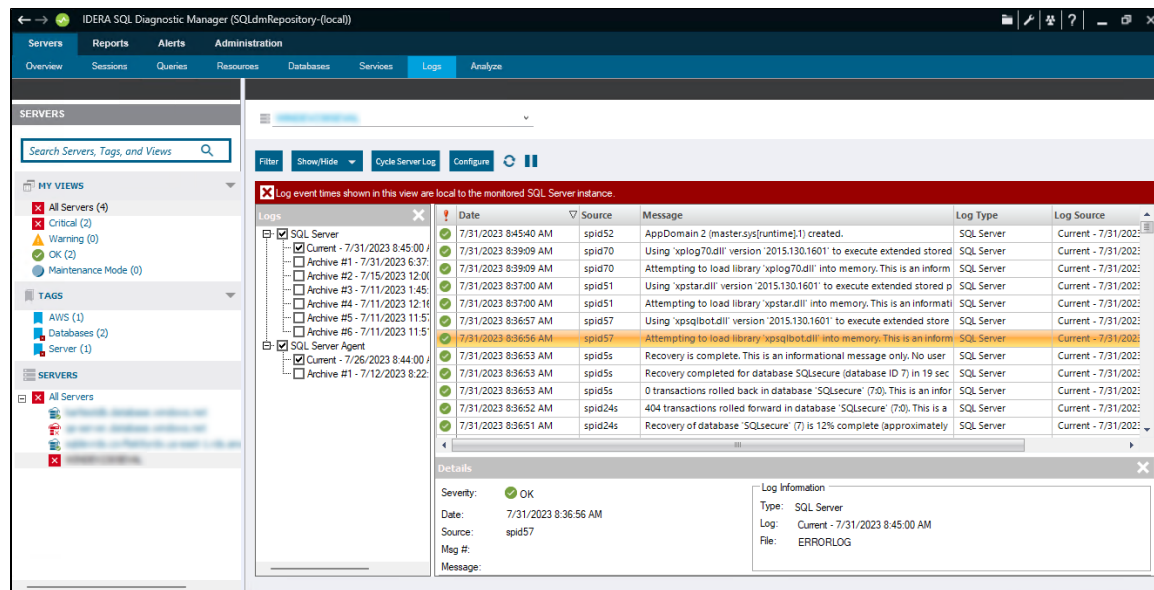 IDERA SQL Diagnostic Manager (SQLdmRepository-(local))
Servers Reports Alerts Administration
Overview Sessions Queries Resources Databases Services Logs Analyze
SERVERS
Search Servers, Tags, and Views
MY VIEWS
All Servers (4)
Critical (2)
Warning (0)
OK (2)
Maintenance Mode (0)
TAGS
AWS (1)
Databases (2)
Server (1)
SERVERS
All Servers
Filter Show/Hide Cycle Server Log Configure
Log event times shown in this view are local to the monitored SQL Server instance.
Logs
SQL Server
Current - 7/31/2023 8:45:00
Archive #1 - 7/31/2023 6:37:
Archive #2 - 7/15/2023 12:00
Archive #3 - 7/11/2023 1:45:
Archive #4 - 7/11/2023 12:16
Archive #5 - 7/11/2023 11:57
Archive #6 - 7/11/2023 11:5
SQL Server Agent
Current - 7/26/2023 8:44:00
Archive #1 - 7/12/2023 8:22:
Date Source Message Log Type Log Source
7/31/2023 8:45:40 AM spid52 AppDomain 2 (master.sys[runtime].1) created. SQL Server Current - 7/31/202
7/31/2023 8:39:09 AM spid70 Using 'xplog70.dll' version '2015.130.1601' to execute extended stored SQL Server Current - 7/31/202
7/31/2023 8:39:09 AM spid70 Attempting to load library 'xplog70.dll' into memory. This is an inform SQL Server Current - 7/31/202
7/31/2023 8:37:00 AM spid51 Using 'xpstar.dll' version '2015.130.1601' to execute extended stored p SQL Server Current - 7/31/202
7/31/2023 8:37:00 AM spid51 Attempting to load library 'xpstar.dll' into memory. This is an informati SQL Server Current - 7/31/202
7/31/2023 8:36:57 AM spid57 Using 'xpsqlbot.dll' version '2015.130.1601' to execute extended store SQL Server Current - 7/31/202
7/31/2023 8:36:56 AM spid57 Attempting to load library 'xpsqlbot.dll' into memory. This is an inform SQL Server Current - 7/31/202
7/31/2023 8:36:53 AM spid5s Recovery is complete. This is an informational message only. No user SQL Server Current - 7/31/202
7/31/2023 8:36:53 AM spid5s Recovery completed for database SQLsecure (database ID 7) in 19 sec SQL Server Current - 7/31/202
7/31/2023 8:36:53 AM spid5s 0 transactions rolled back in database 'SQLsecure' (7:0). This is an infor SQL Server Current - 7/31/202
7/31/2023 8:36:52 AM spid24s 404 transactions rolled forward in database 'SQLsecure' (7:0). This is a SQL Server Current - 7/31/202
7/31/2023 8:36:51 AM spid24s Recovery of database 'SQLsecure' (7) is 12% complete (approximately SQL Server Current - 7/31/202
Details
Severity: OK
Date: 7/31/2023 8:36:56 AM
Source: spid57
Msg #:
Message:
Log Information
Type: SQL Server
Log: Current - 7/31/2023 8:45:00 AM
File: ERRORLOG